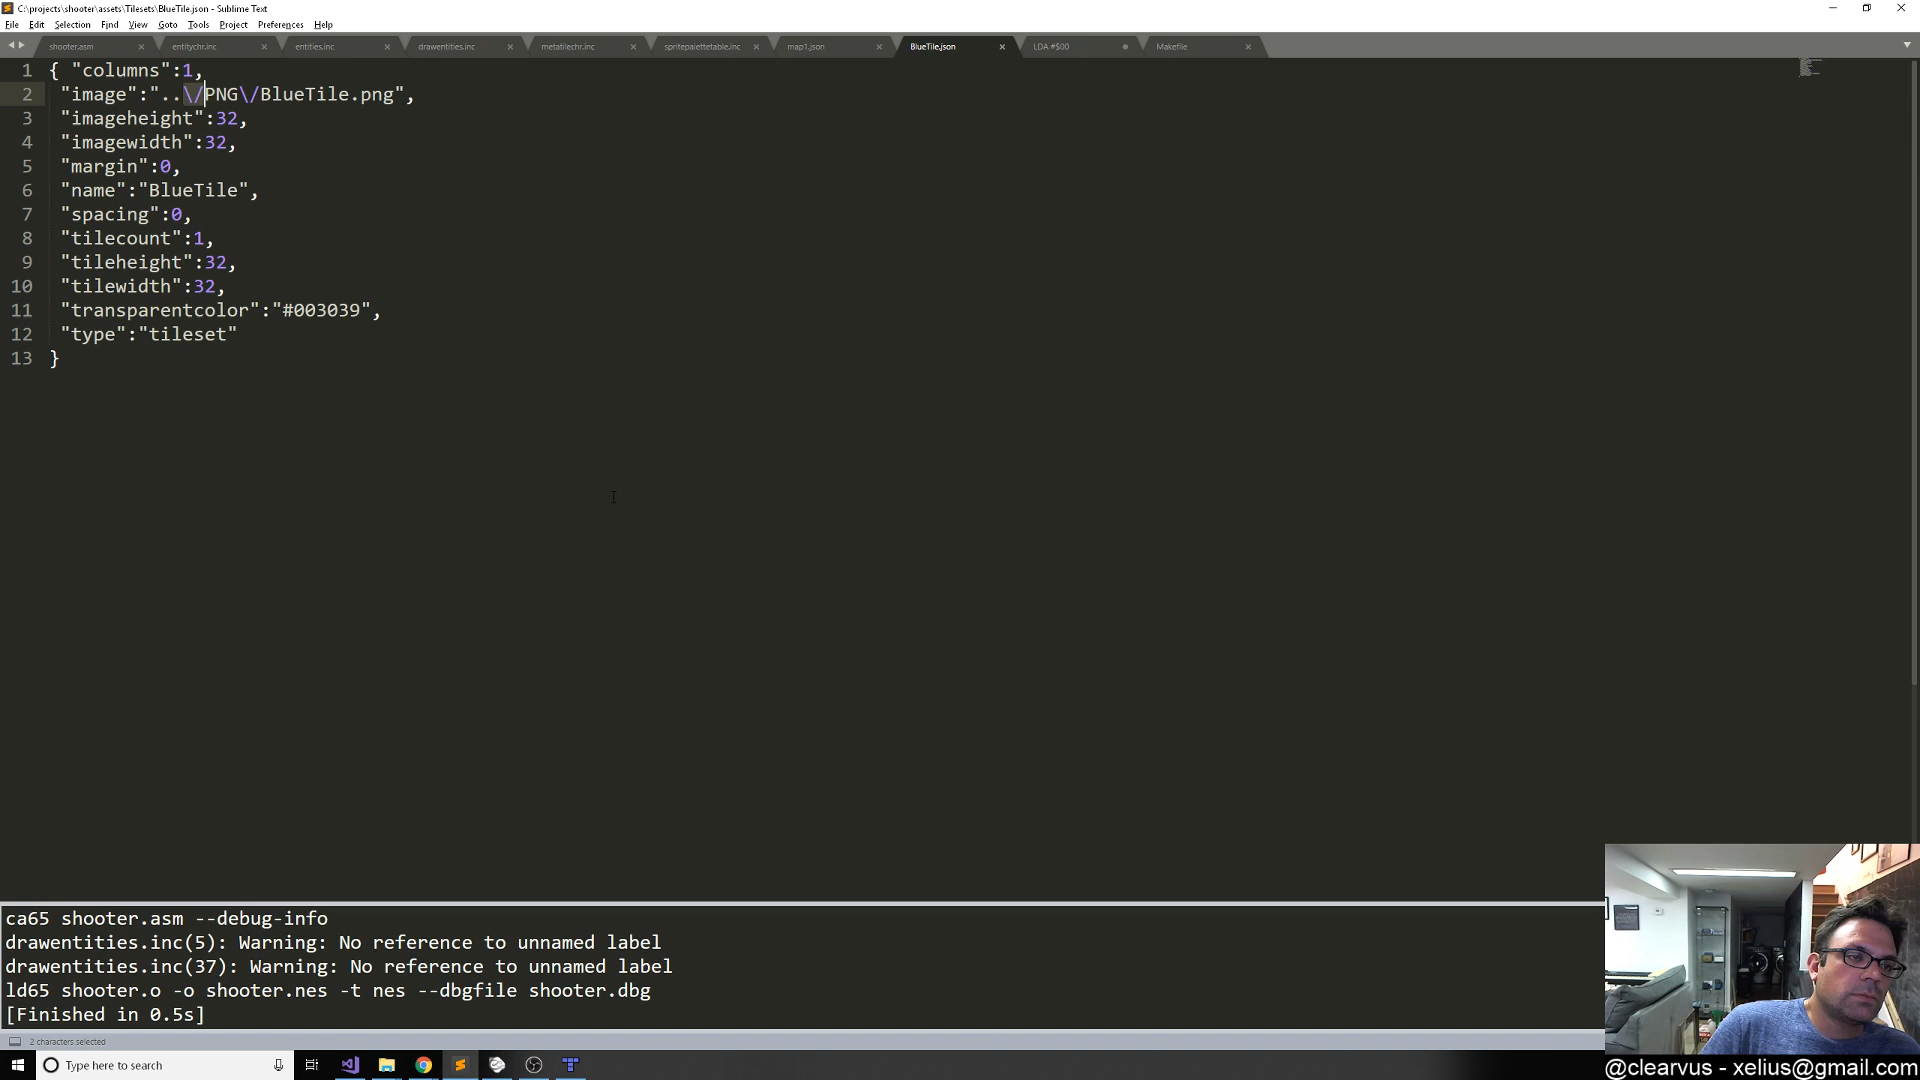 C:\projects\shooter\assets\Tilesets\BlueTile.json - Sublime Text
File Edit Selection Find View Goto Tools Project Preferences Help
shooter.asm entitychr.inc entities.inc drawentities.inc metatilechr.inc spritepalettetable.inc map1.json BlueTile.json LDA #$00 Makefile
1 { "columns":1,
2 "image":"..\/PNG\/BlueTile.png",
3 "imageheight":32,
4 "imagewidth":32,
5 "margin":0,
6 "name":"BlueTile",
7 "spacing":0,
8 "tilecount":1,
9 "tileheight":32,
10 "tilewidth":32,
11 "transparentcolor":"#003039",
12 "type":"tileset"
13 }
ca65 shooter.asm --debug-info
drawentities.inc(5): Warning: No reference to unnamed label
drawentities.inc(37): Warning: No reference to unnamed label
ld65 shooter.o -o shooter.nes -t nes --dbgfile shooter.dbg
[Finished in 0.5s]
2 characters selected
Type here to search
@clearvus - xelius@gmail.com